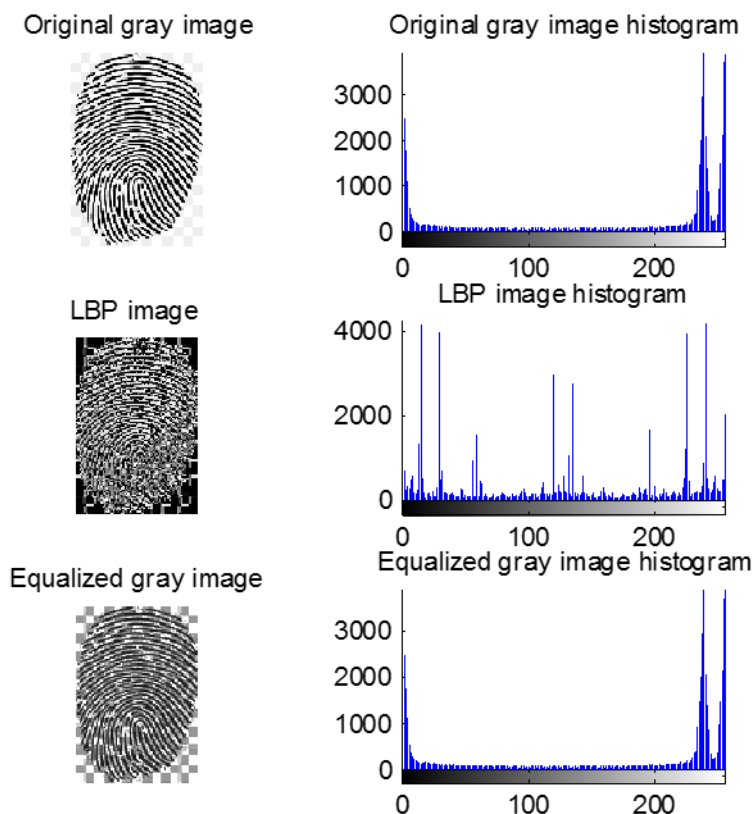 Original gray image
Original gray image histogram
3000
2000
1000
0
0 100 200
LBP image
LBP image histogram
4000
2000
0
0 100 200
Equalized gray image
Equalized gray image histogram
3000
2000
1000
0
0 100 200